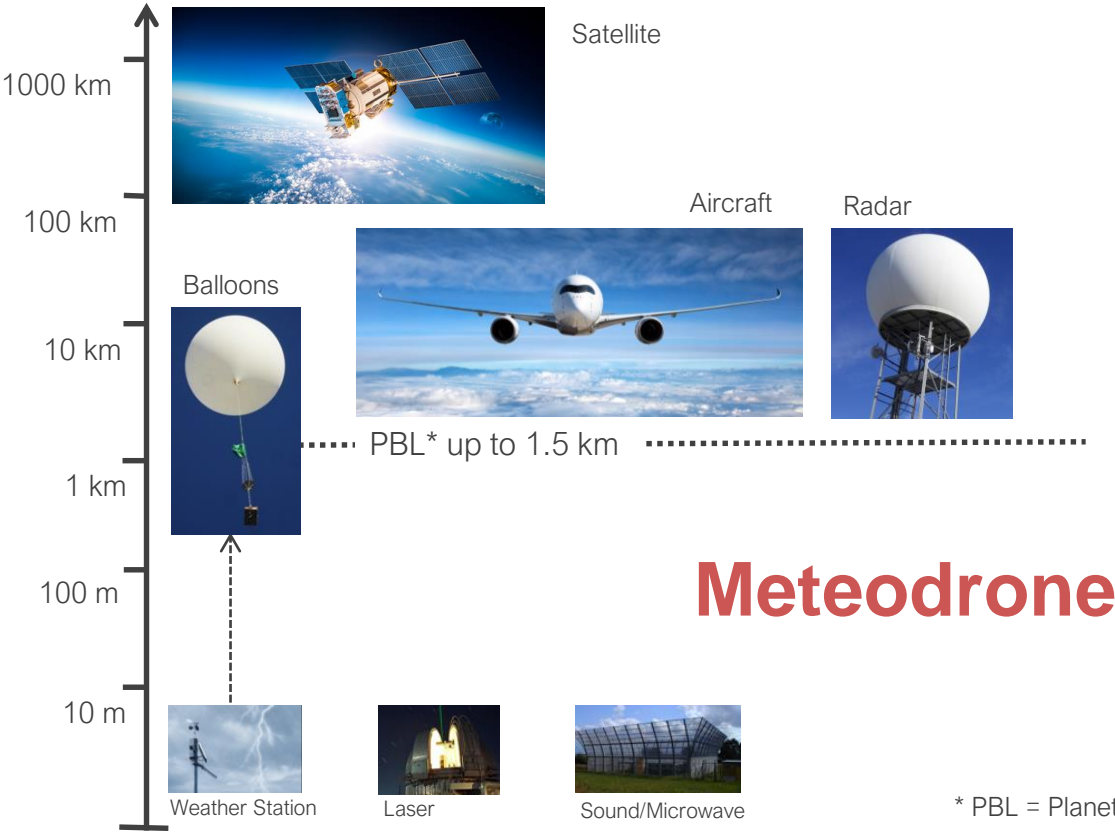 Satellite
1000 km
Aircraft
Radar
100 km
Balloons
10 km
PBL* up to 1.5 km
1 km
Meteodrone
100 m
10 m
Weather Station
Laser
Sound/Microwave
* PBL = Planet